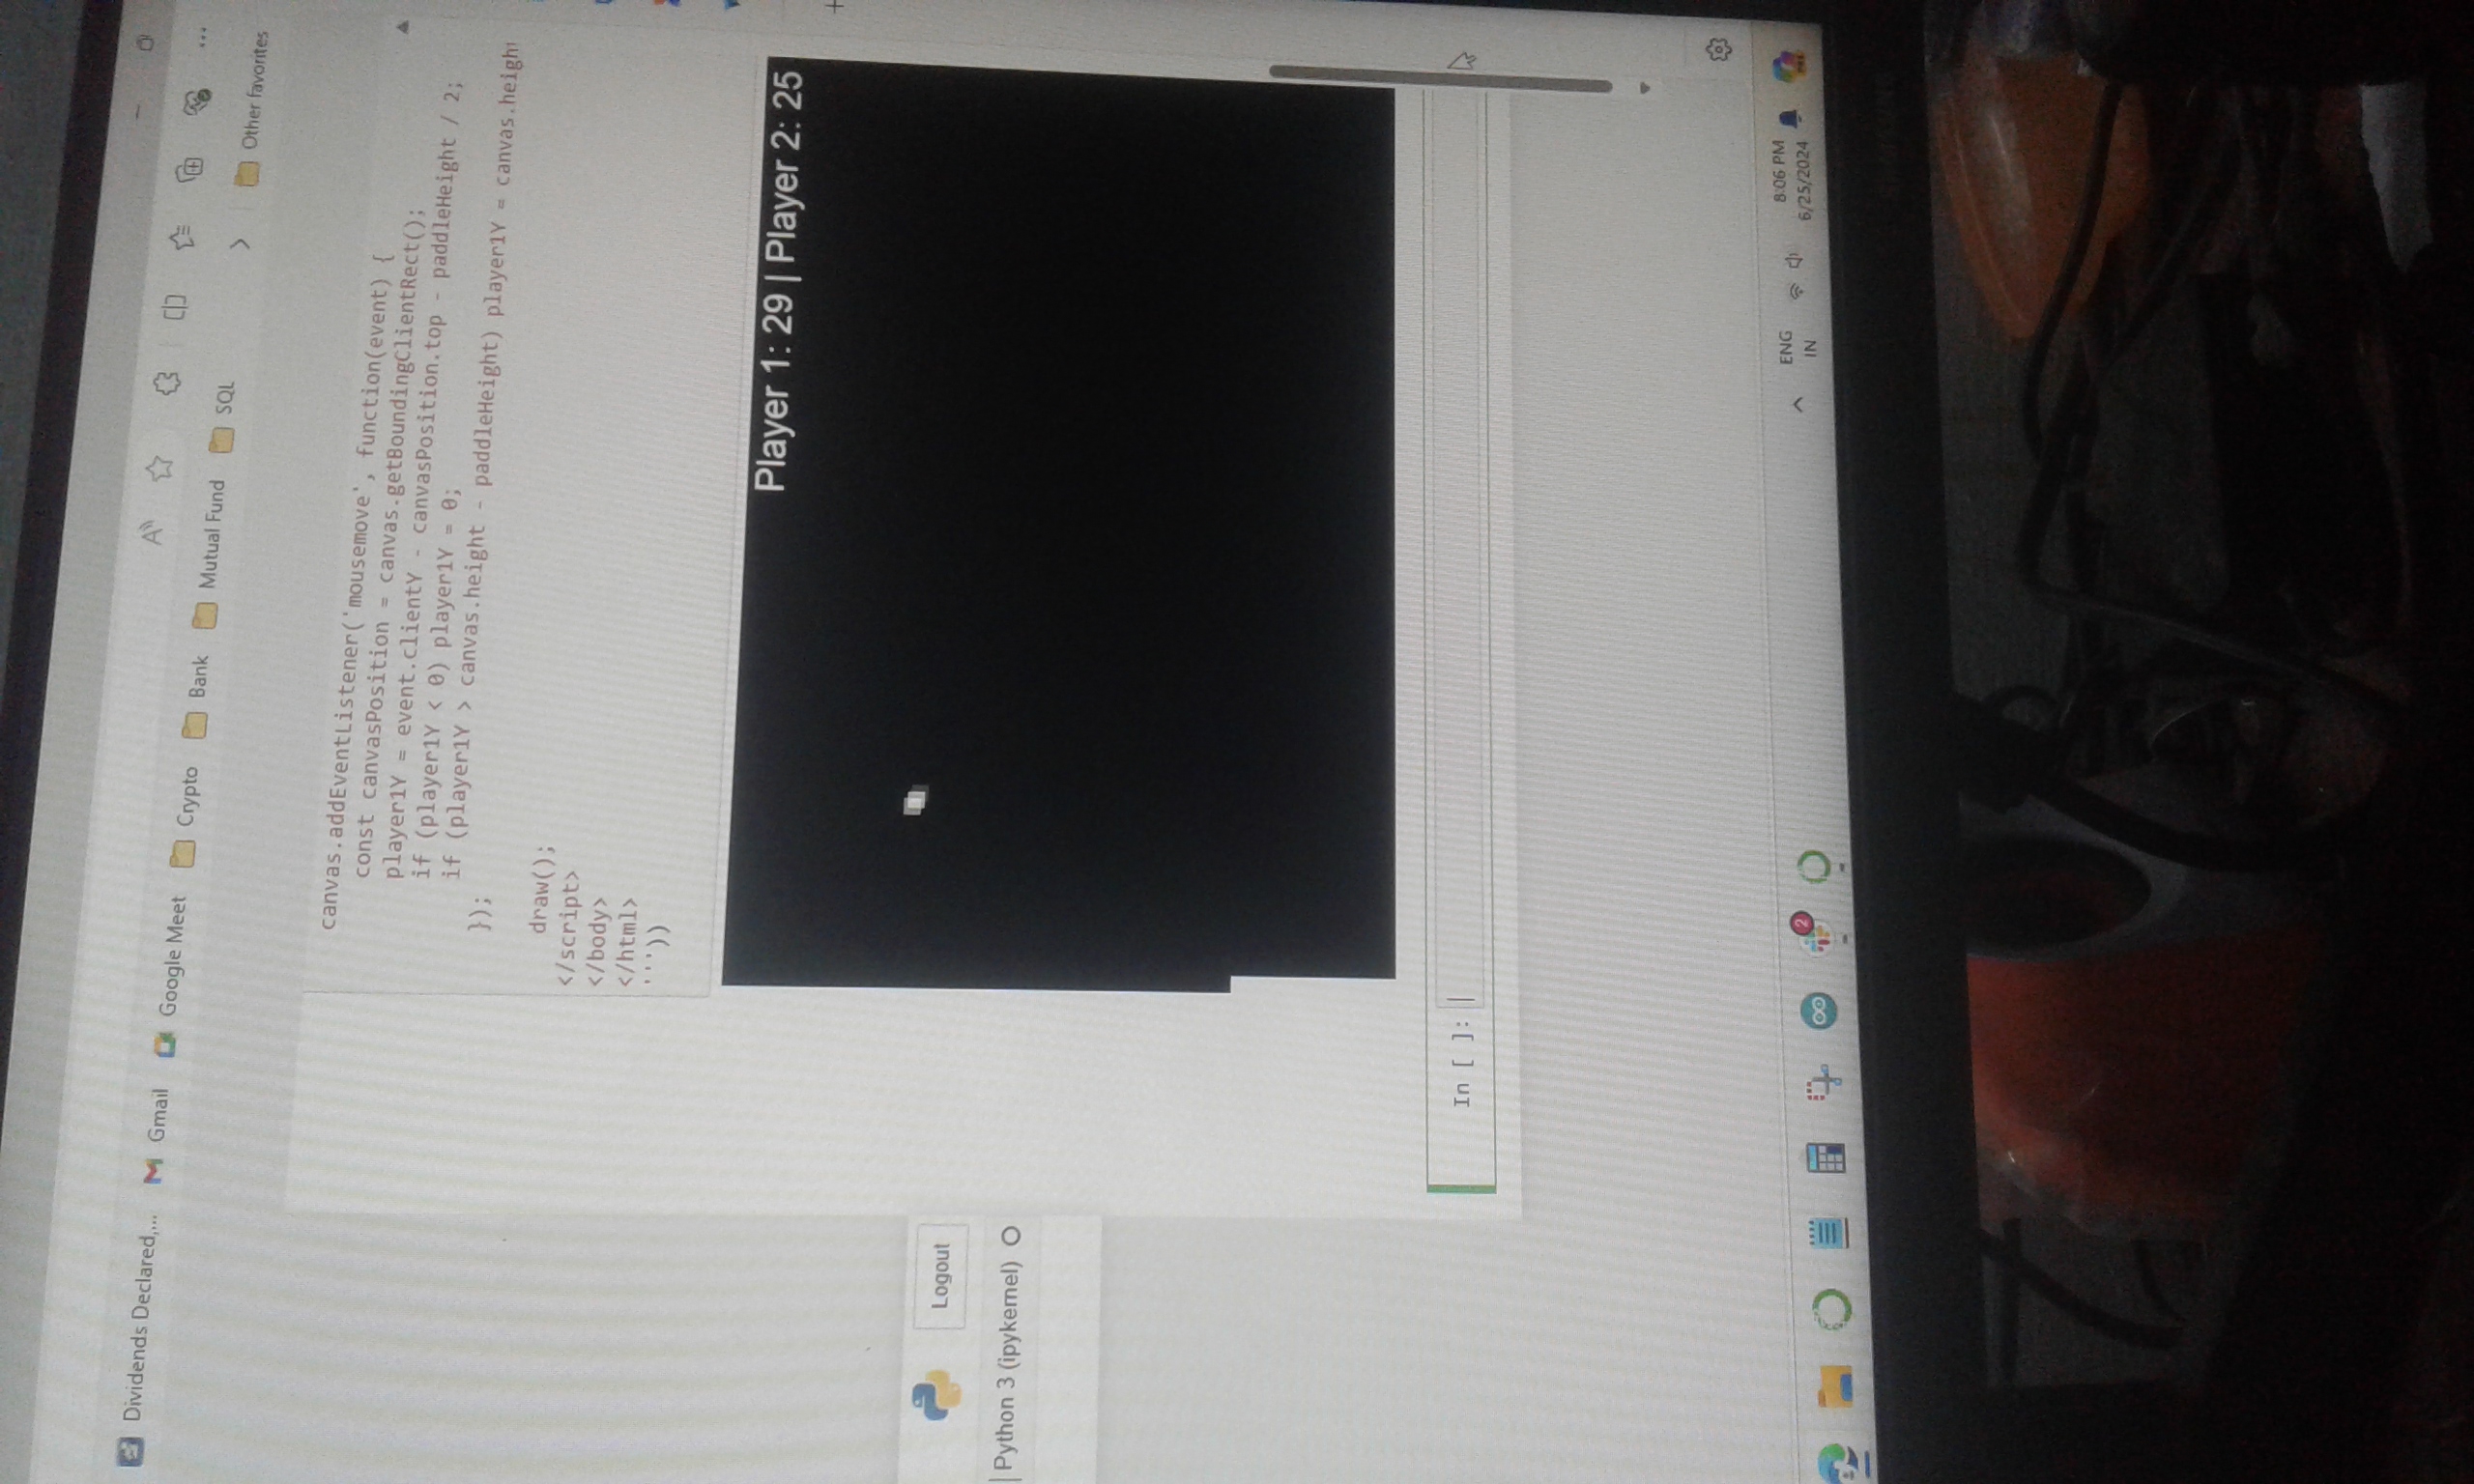 Dividends Declared,...
Gmail
Google Meet
Crypto
Bank
Mutual Fund
SQL
Other favorites
canvas.addEventListener('mousemove', function(event) {
const canvasPosition = canvas.getBoundingClientRect();
player1Y = event.clientY - canvasPosition.top - paddleHeight / 2;
if (player1Y < 0) player1Y = 0;
if (player1Y > canvas.height - paddleHeight) player1Y = canvas.heigh
});
draw();
</script>
</body>
</html>
'''))
Player 1: 29 | Player 2: 25
Logout
Python 3 (ipykernel)
In [ ]:
2
ENG
IN
8:06 PM
6/25/2024
SAMSUNG